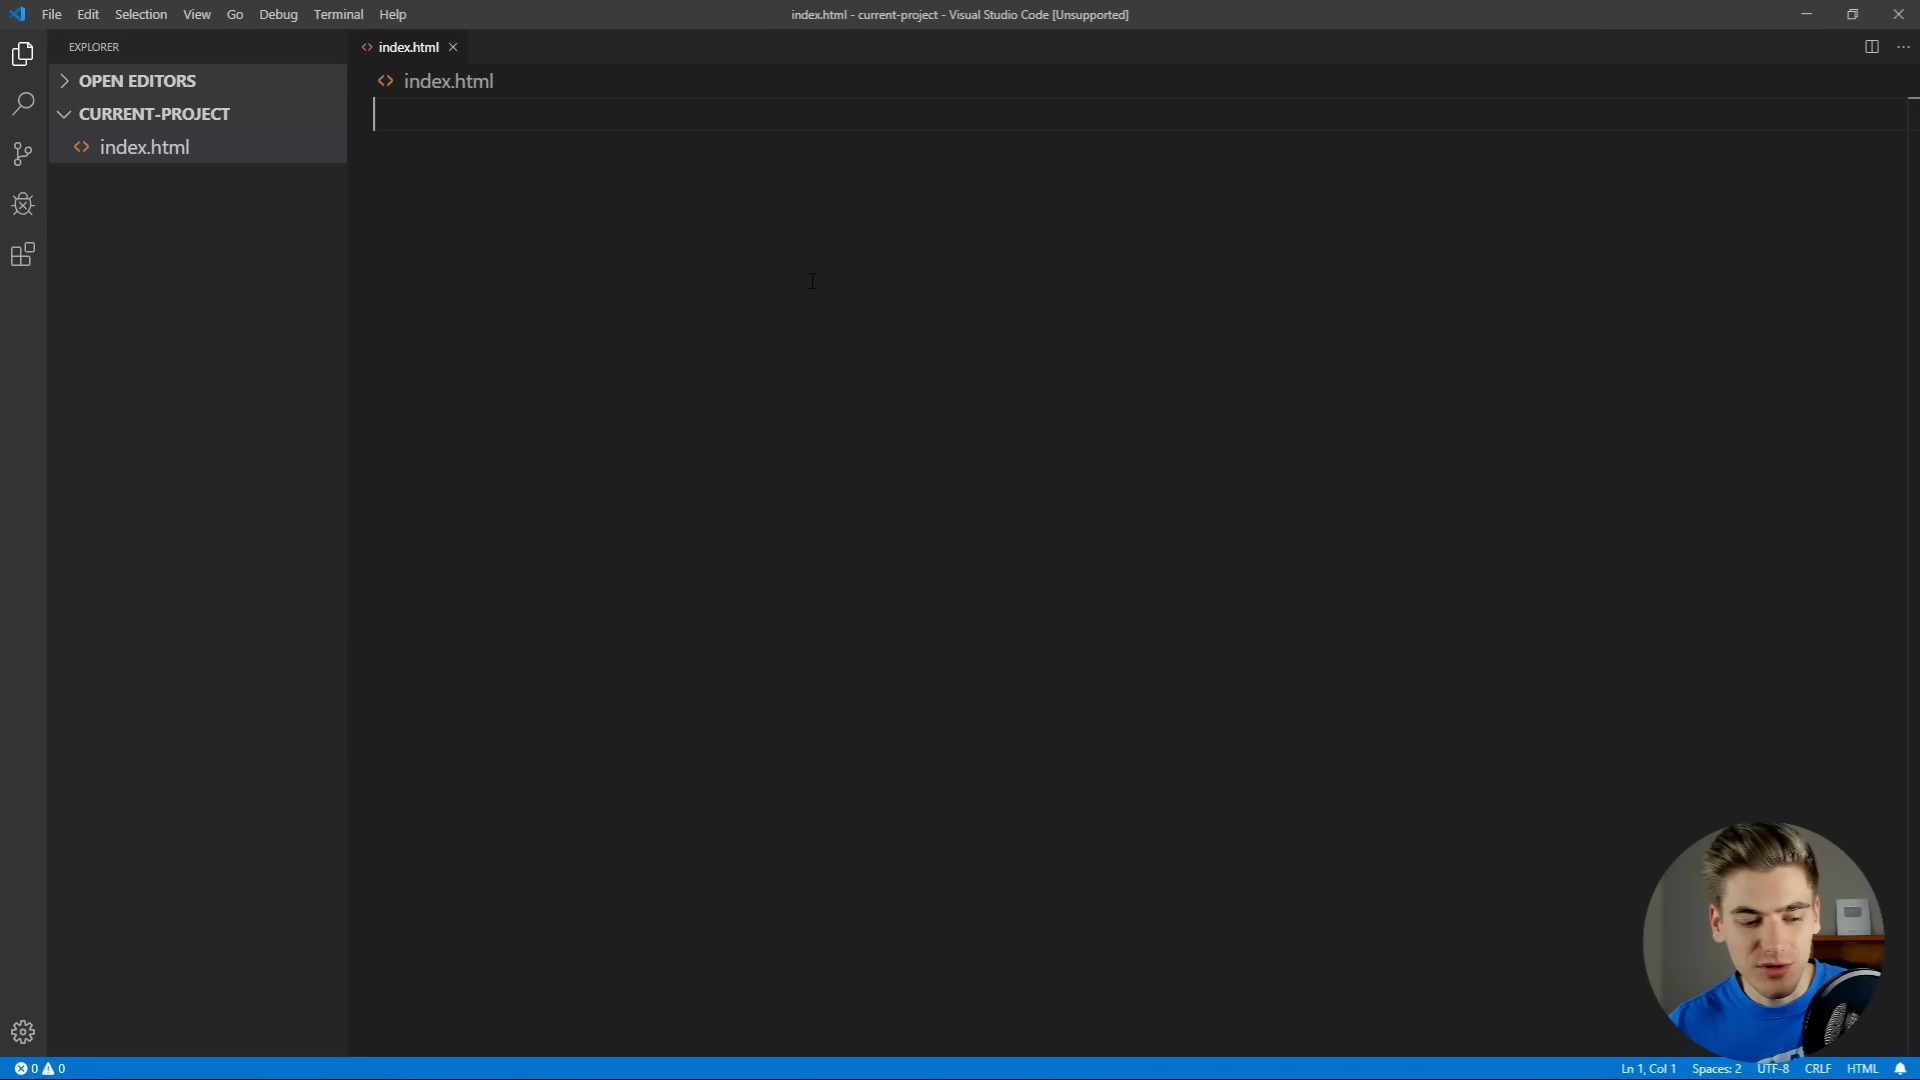 File Edit Selection View Go Debug Terminal Help
index.html - current-project - Visual Studio Code [Unsupported]
EXPLORER
index.html
OPEN EDITORS
index.html
CURRENT-PROJECT
index.html
0 0
Ln 1, Col 1 Spaces: 2 UTF-8 CRLF HTML